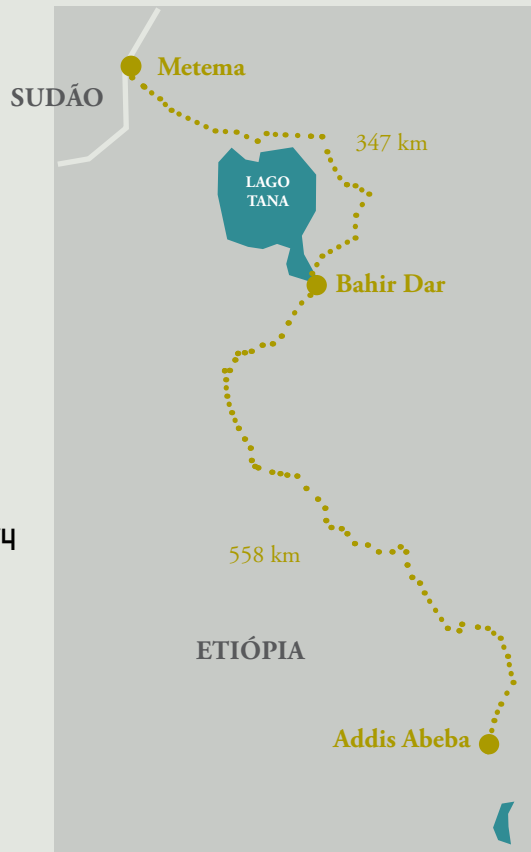 Metema
SUDÃO
347 km
LAGO
TANA
Bahir Dar
558 km
ETIÓPIA
Addis Abeba